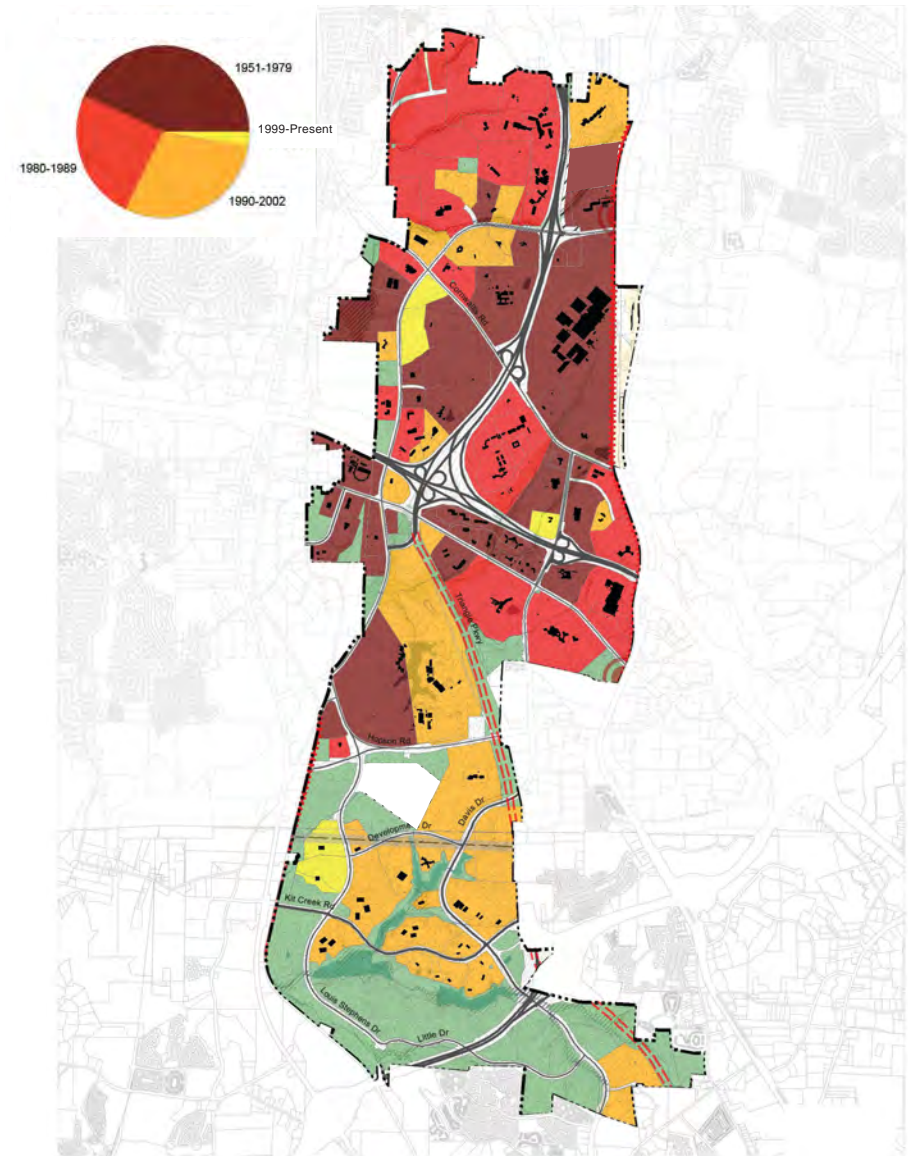 1951-1979
1999-Present
1980-1989
1990-2002
Cornwallis Rd
Triangle Pkwy
Hopson Rd
Davis Dr
Development Dr
Kit Creek Rd
Louis Stephens Dr
Little Dr